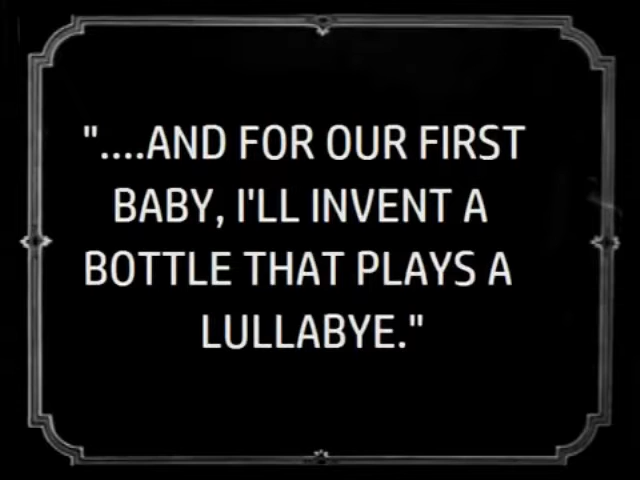 "....AND FOR OUR FIRST
BABY, I'LL INVENT A
BOTTLE THAT PLAYS A
LULLABYE."